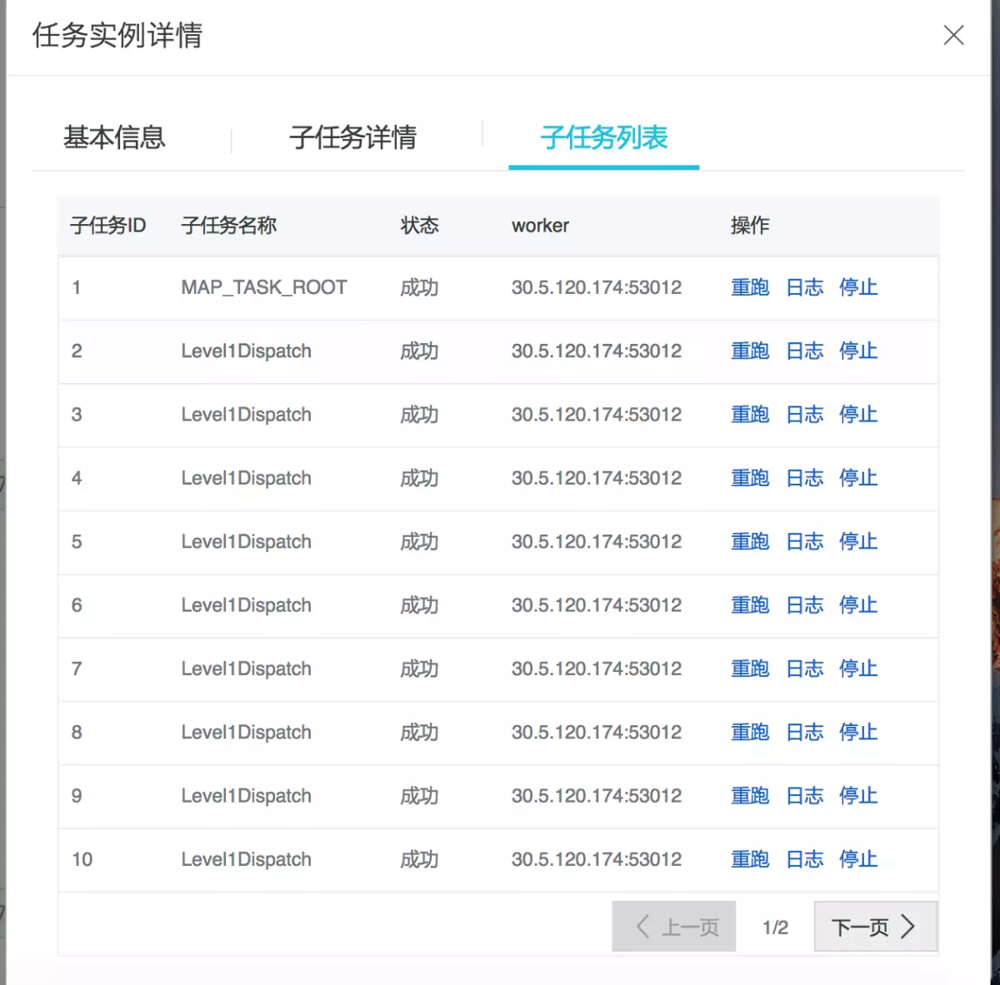 任务实例详情
基本信息 子任务详情 子任务列表
子任务ID 子任务名称 状态 worker 操作
1 MAP_TASK_ROOT 成功 30.5.120.174:53012 重跑 日志 停止
2 Level1Dispatch 成功 30.5.120.174:53012 重跑 日志 停止
3 Level1Dispatch 成功 30.5.120.174:53012 重跑 日志 停止
4 Level1Dispatch 成功 30.5.120.174:53012 重跑 日志 停止
5 Level1Dispatch 成功 30.5.120.174:53012 重跑 日志 停止
6 Level1Dispatch 成功 30.5.120.174:53012 重跑 日志 停止
7 Level1Dispatch 成功 30.5.120.174:53012 重跑 日志 停止
8 Level1Dispatch 成功 30.5.120.174:53012 重跑 日志 停止
9 Level1Dispatch 成功 30.5.120.174:53012 重跑 日志 停止
10 Level1Dispatch 成功 30.5.120.174:53012 重跑 日志 停止
上一页 1/2 下一页